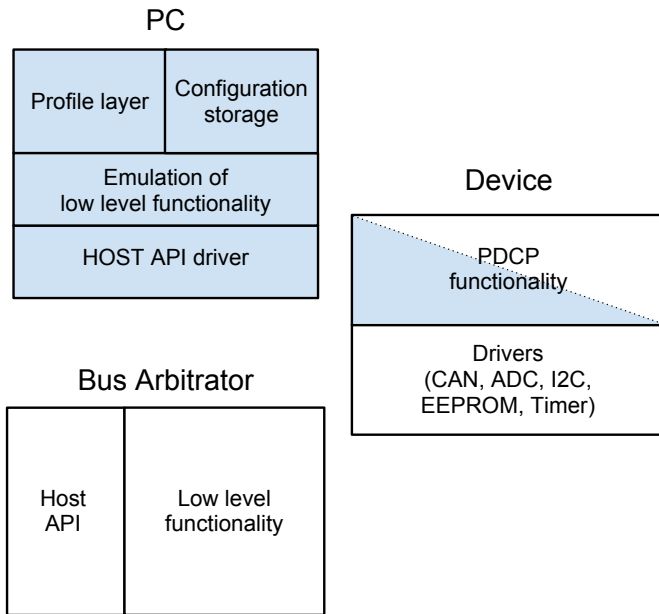 PC
Profile layer
Configuration
storage
Emulation of
low level functionality
HOST API driver
Device
PDCP
functionality
Drivers
(CAN, ADC, I2C,
EEPROM, Timer)
Bus Arbitrator
Host
API
Low level
functionality